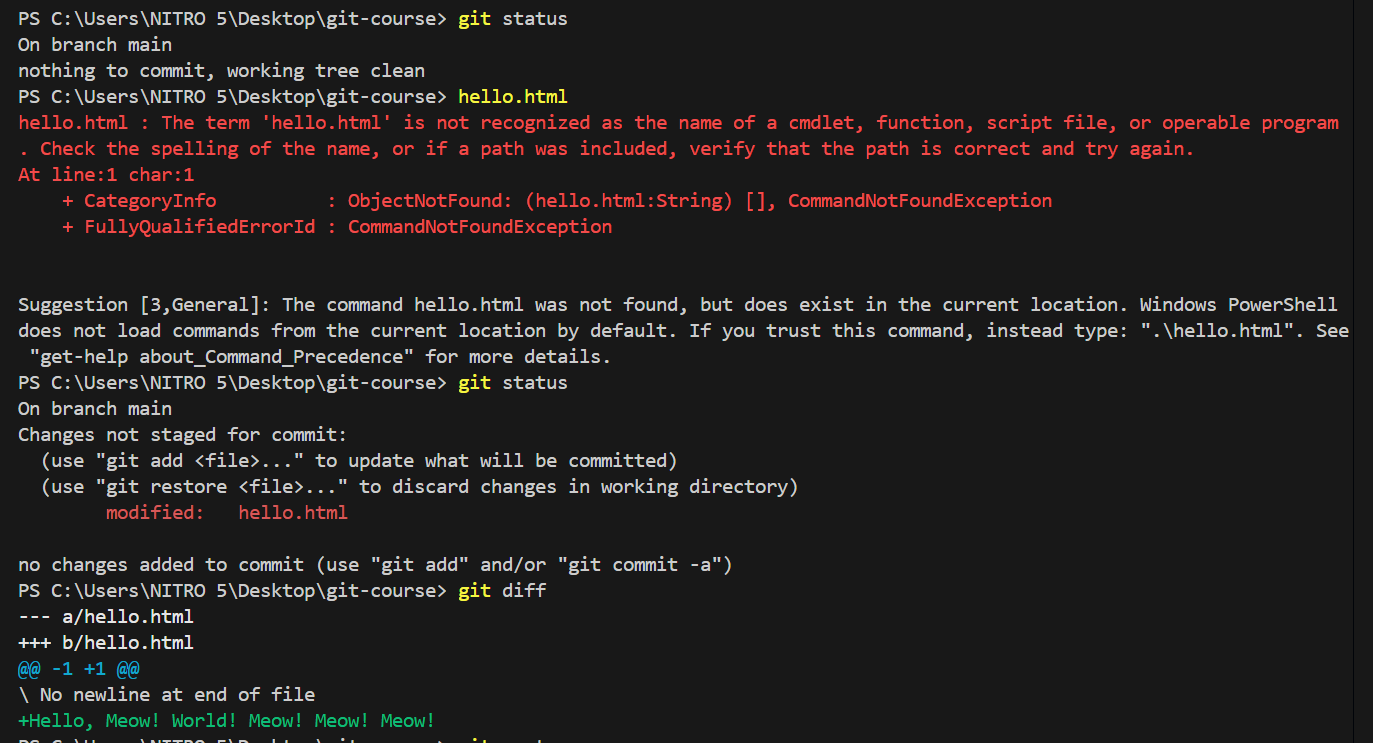 PS C:\Users\NITRO 5\Desktop\git-course> git status
On branch main
nothing to commit, working tree clean
PS C:\Users\NITRO 5\Desktop\git-course> hello.html
hello.html : The term 'hello.html' is not recognized as the name of a cmdlet, function, script file, or operable program
. Check the spelling of the name, or if a path was included, verify that the path is correct and try again.
At line:1 char:1
    + CategoryInfo          : ObjectNotFound: (hello.html:String) [], CommandNotFoundException
    + FullyQualifiedErrorId : CommandNotFoundException
Suggestion [3,General]: The command hello.html was not found, but does exist in the current location. Windows PowerShell
does not load commands from the current location by default. If you trust this command, instead type: ".\hello.html". See
 "get-help about_Command_Precedence" for more details.
PS C:\Users\NITRO 5\Desktop\git-course> git status
On branch main
Changes not staged for commit:
  (use "git add <file>..." to update what will be committed)
  (use "git restore <file>..." to discard changes in working directory)
        modified:   hello.html
no changes added to commit (use "git add" and/or "git commit -a")
PS C:\Users\NITRO 5\Desktop\git-course> git diff
--- a/hello.html
+++ b/hello.html
@@ -1 +1 @@
\ No newline at end of file
+Hello, Meow! World! Meow! Meow! Meow!
PS C:\Users\NITRO 5\Desktop\git-course> git